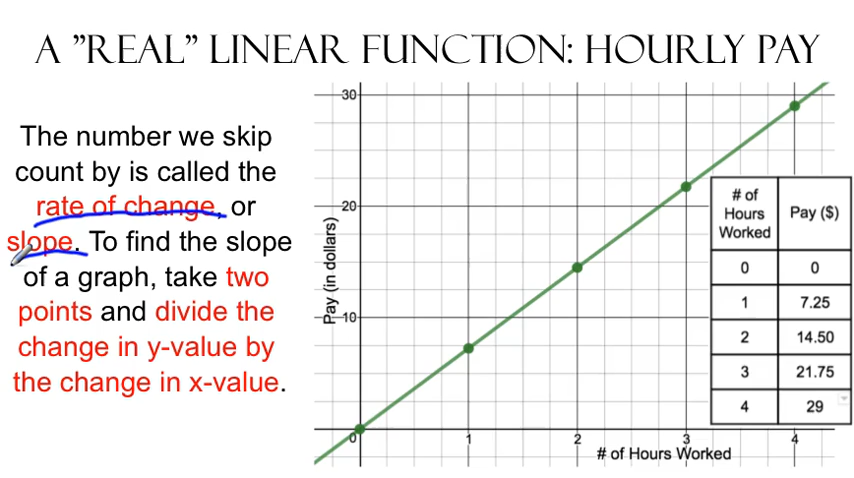 A "REAL" LINEAR FUNCTION: HOURLY PAY
The number we skip
count by is called the
rate of change, or
slope. To find the slope
of a graph, take two
points and divide the
change in y-value by
the change in x-value.
30
20
10
Pay (in dollars)
0
1
2
3
4
# of Hours Worked
# of
Hours
Worked
Pay ($)
0 0
1 7.25
2 14.50
3 21.75
4 29